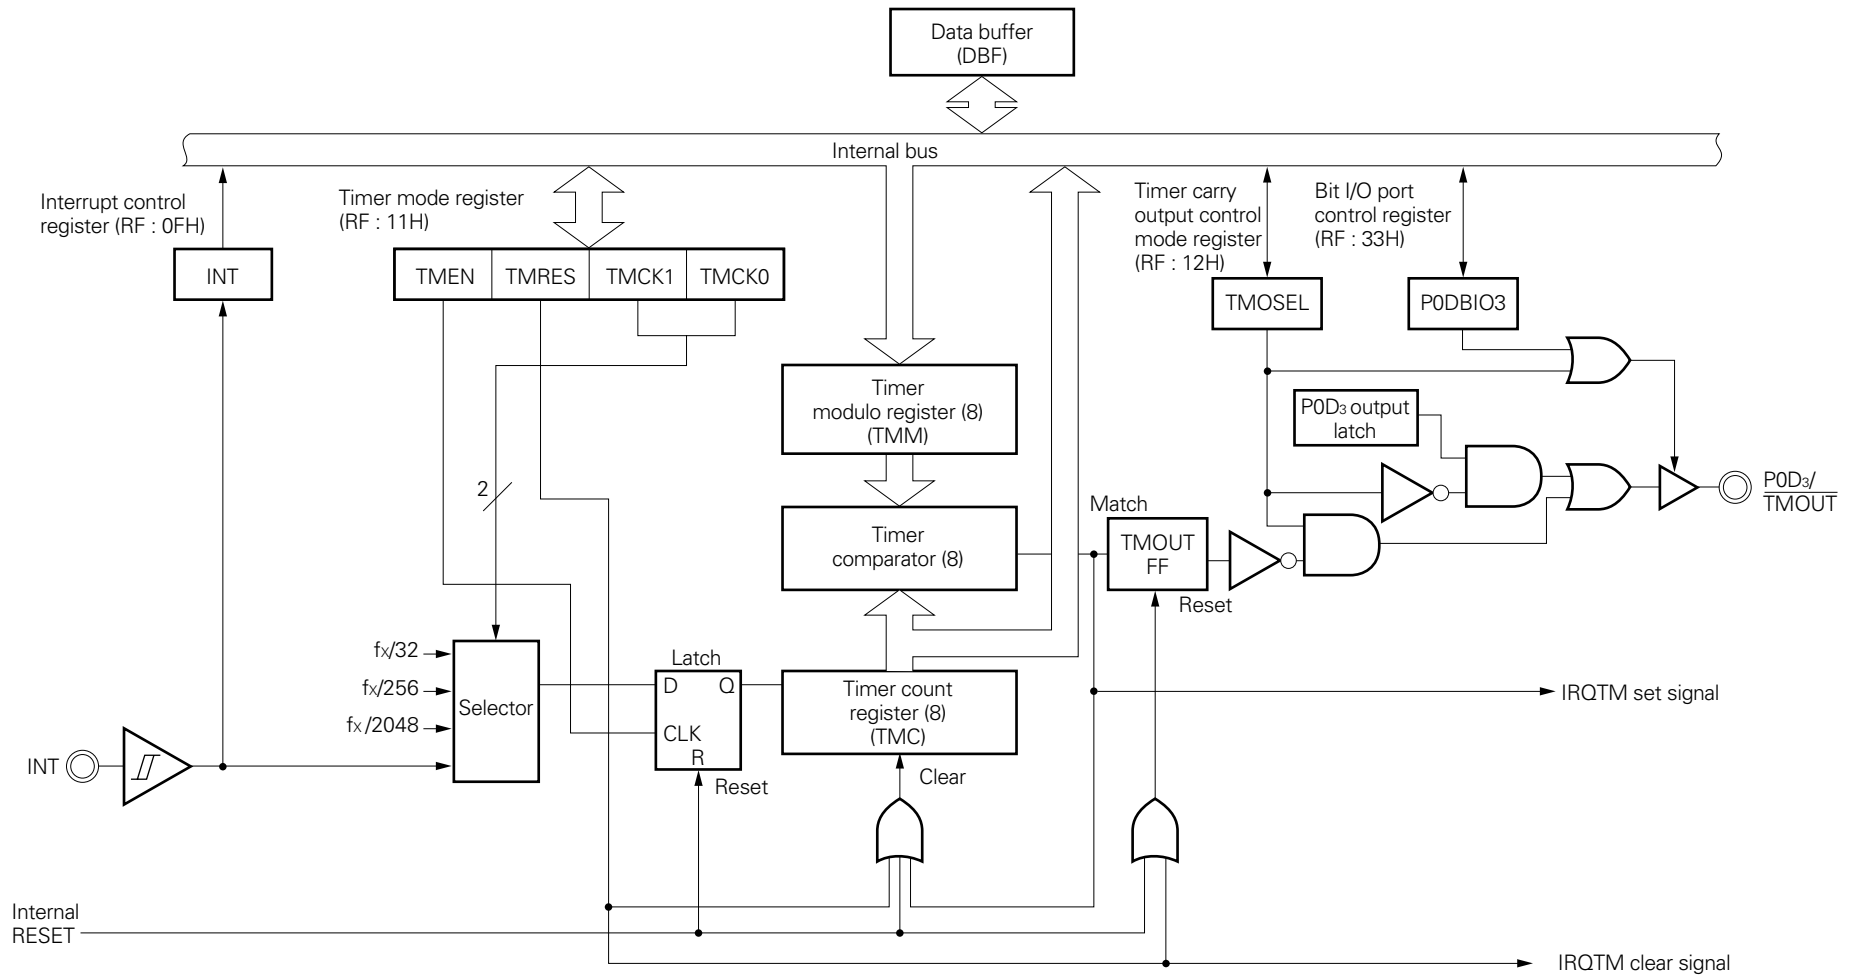 Data buffer
(DBF)
Internal bus
Interrupt control
register (RF : 0FH)
Timer mode register
(RF : 11H)
Timer carry
output control
mode register
(RF : 12H)
Bit I/O port
control register
(RF : 33H)
INT
TMEN
TMRES
TMCK1
TMCK0
TMOSEL
P0DBIO3
Timer
modulo register (8)
(TMM)
P0D3 output
latch
2
Match
P0D3/
TMOUT
Timer
comparator (8)
TMOUT
FF
Reset
fX/32
fX/256
fX/2048
Selector
Latch
D
Q
CLK
R
Reset
Timer count
register (8)
(TMC)
Clear
IRQTM set signal
INT
Internal
RESET
IRQTM clear signal